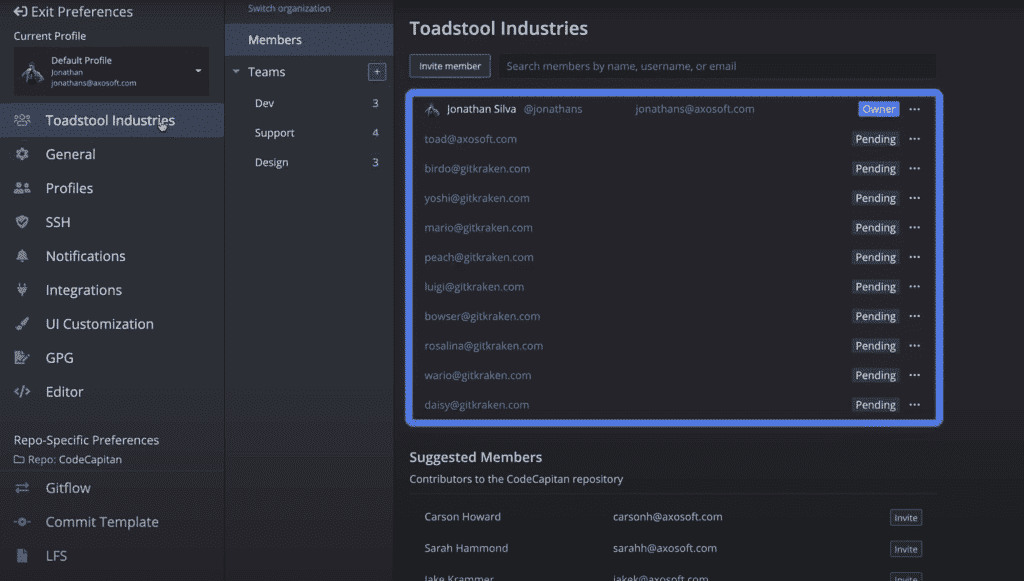 Exit Preferences
Current Profile
Default Profile
Jonathan
jonathans@axosoft.com
Toadstool Industries
General
Profiles
SSH
Notifications
Integrations
UI Customization
GPG
Editor
Repo-Specific Preferences
Repo: CodeCapitan
Gitflow
Commit Template
LFS
Switch organization
Members
Teams +
Dev 3
Support 4
Design 3
Toadstool Industries
Invite member Search members by name, username, or email
Jonathan Silva @jonathans jonathans@axosoft.com Owner ...
toad@axosoft.com Pending ...
birdo@gitkraken.com Pending ...
yoshi@gitkraken.com Pending ...
mario@gitkraken.com Pending ...
peach@gitkraken.com Pending ...
luigi@gitkraken.com Pending ...
bowser@gitkraken.com Pending ...
rosalina@gitkraken.com Pending ...
wario@gitkraken.com Pending ...
daisy@gitkraken.com Pending ...
Suggested Members
Contributors to the CodeCapitan repository
Carson Howard carsonh@axosoft.com Invite
Sarah Hammond sarahh@axosoft.com Invite
Jake Krammer jakek@axosoft.com Invite